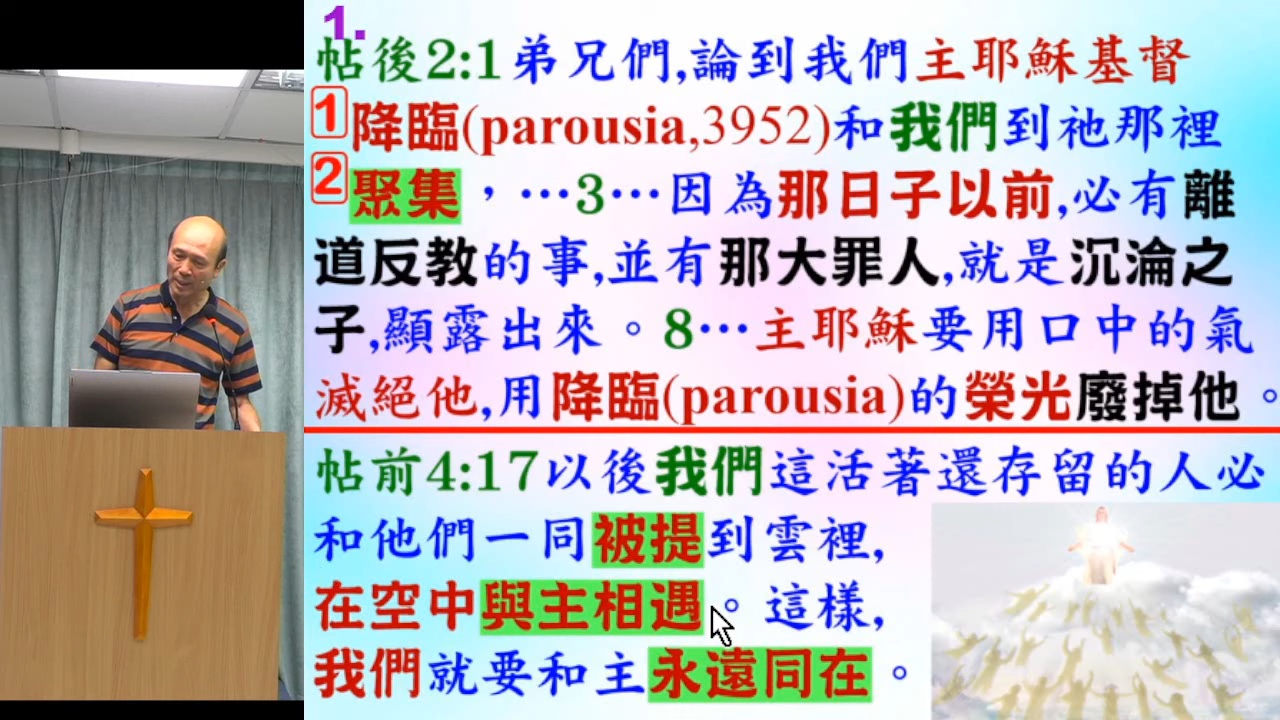 1.
帖後2:1弟兄們,論到我們主耶穌基督
1降臨(parousia,3952)和我們到祂那裡
2聚集，…3…因為那日子以前,必有離
道反教的事,並有那大罪人,就是沉淪之
子,顯露出來。8…主耶穌要用口中的氣
滅絕他,用降臨(parousia)的榮光廢掉他。
帖前4:17以後我們這活著還存留的人必
和他們一同被提到雲裡,
在空中與主相遇。這樣,
我們就要和主永遠同在。